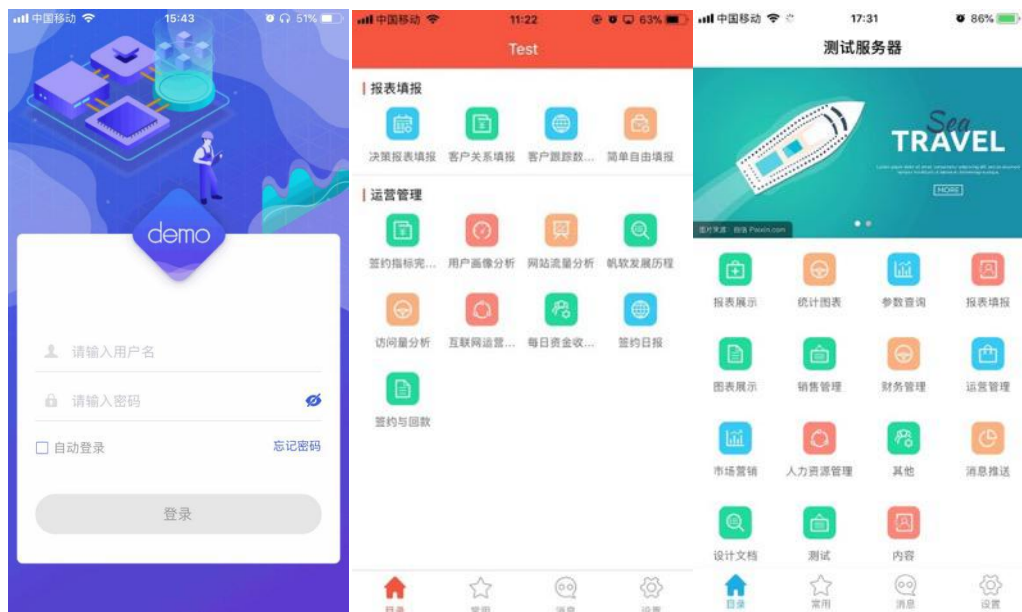 中国移动 15:43 51%
demo
请输入用户名
请输入密码
自动登录 忘记密码
登录
中国移动 11:22 63%
Test
报表填报
决策报表填报 客户关系填报 客户跟踪数... 简单自由填报
运营管理
签约指标完... 用户画像分析 网站流量分析 帆软发展历程
访问量分析 互联网运营... 每日资金收... 签约日报
签约与回款
目录 常用 消息 设置
中国移动 17:31 86%
测试服务器
Sea
TRAVEL
MORE
报表展示 统计图表 参数查询 报表填报
图表展示 销售管理 财务管理 运营管理
市场营销 人力资源管理 其他 消息推送
设计文档 测试 内容
目录 常用 消息 设置